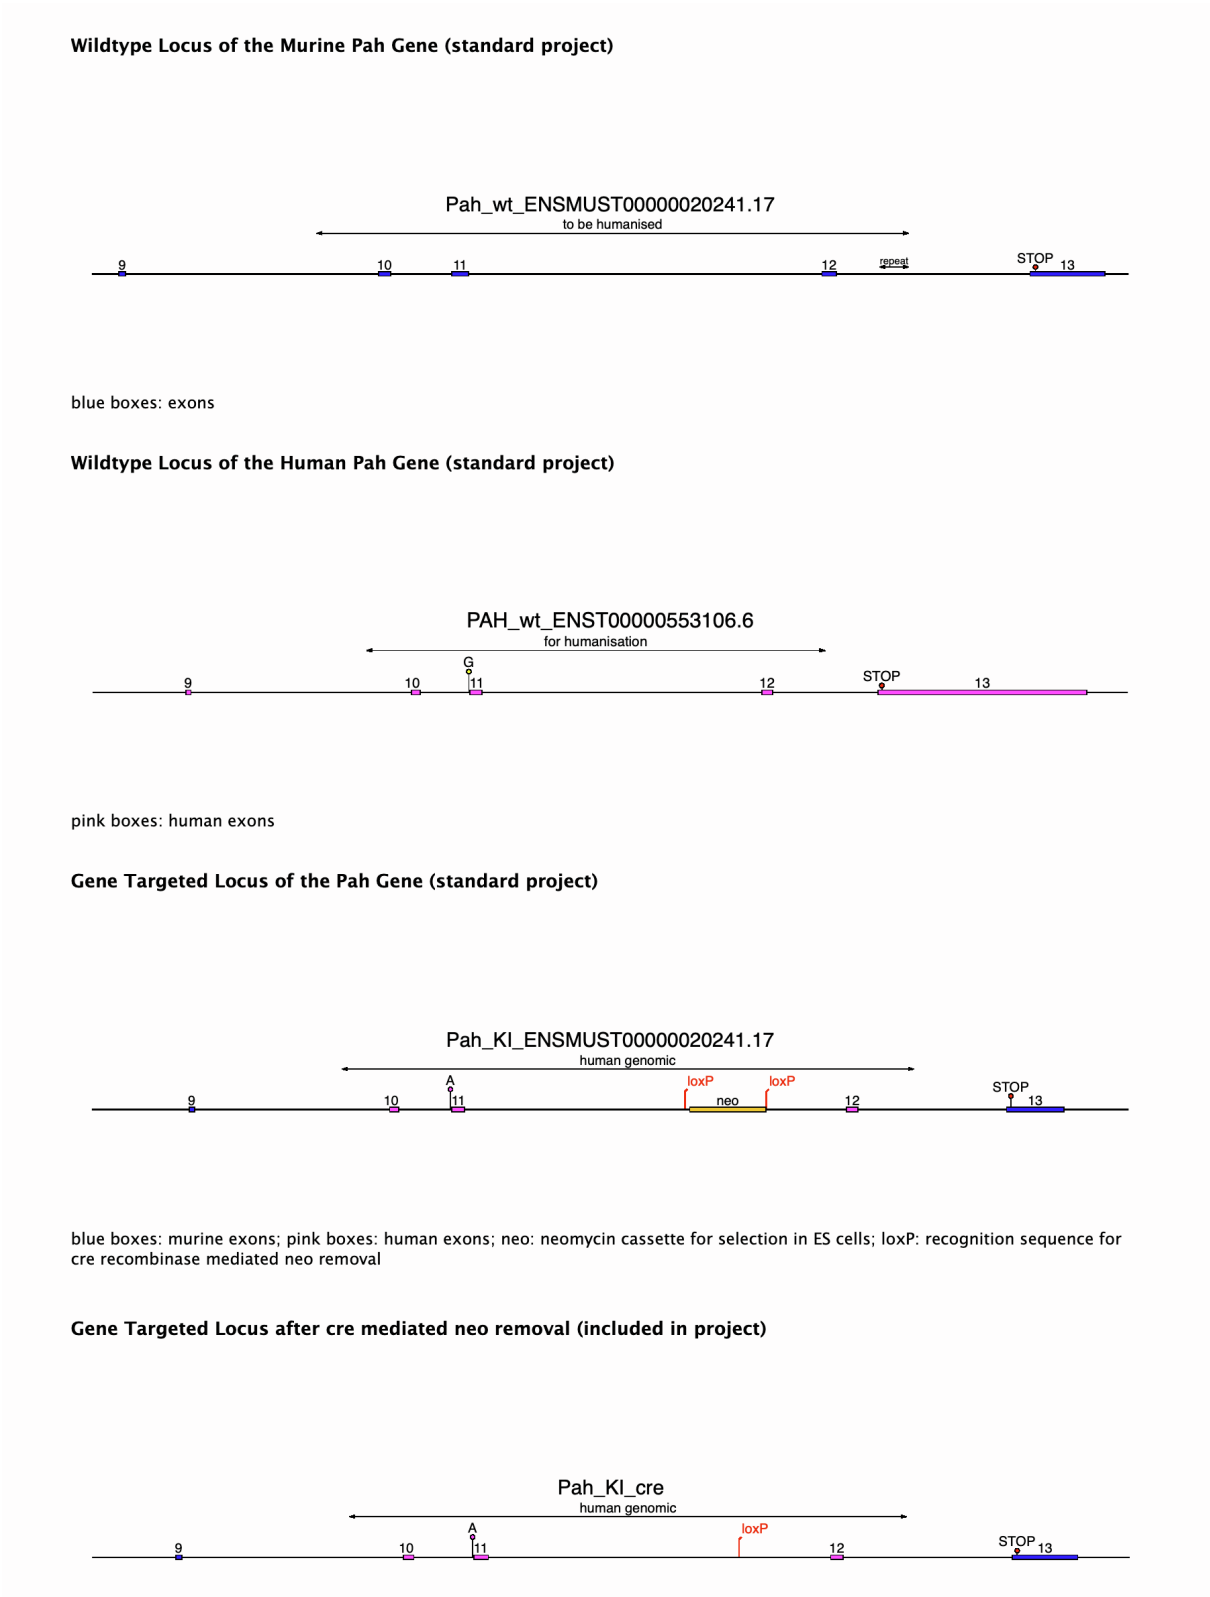 Wildtype Locus of the Murine Pah Gene (standard project)
Pah_wt_ENSMUST00000020241.17
to be humanised
9 10 11 12 repeat STOP 13
blue boxes: exons
Wildtype Locus of the Human Pah Gene (standard project)
PAH_wt_ENST00000553106.6
for humanisation
G
9 10 11 12 STOP 13
pink boxes: human exons
Gene Targeted Locus of the Pah Gene (standard project)
Pah_KI_ENSMUST00000020241.17
human genomic
A loxP loxP STOP
9 10 11 neo 12 13
blue boxes: murine exons; pink boxes: human exons; neo: neomycin cassette for selection in ES cells; loxP: recognition sequence for
cre recombinase mediated neo removal
Gene Targeted Locus after cre mediated neo removal (included in project)
Pah_KI_cre
human genomic
A loxP
9 10 11 12 STOP 13